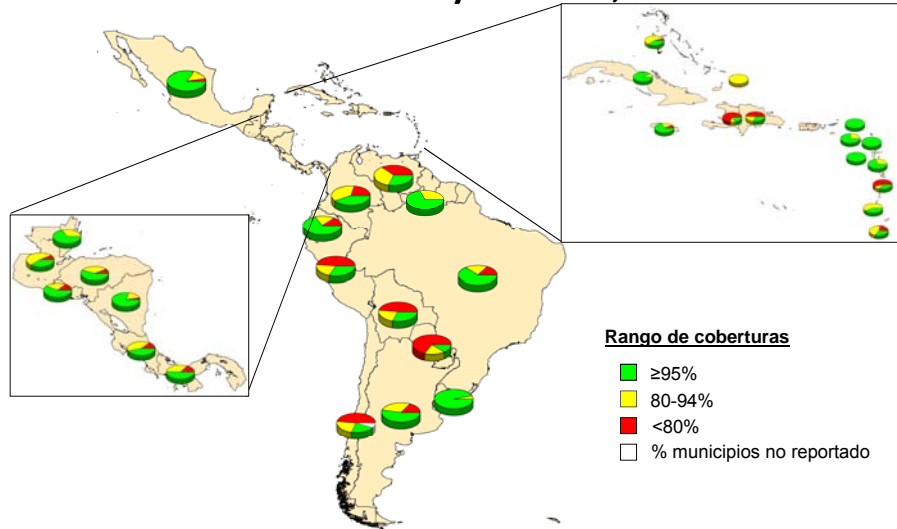 Rango de coberturas
≥95%
80-94%
<80%
% municipios no reportado